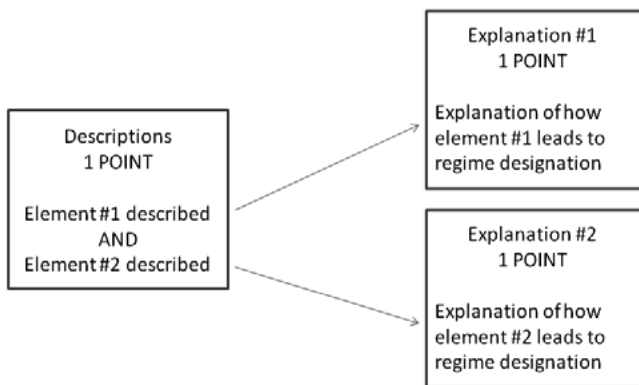 Descriptions
1 POINT
Element #1 described
AND
Element #2 described
Explanation #1
1 POINT
Explanation of how
element #1 leads to
regime designation
Explanation #2
1 POINT
Explanation of how
element #2 leads to
regime designation